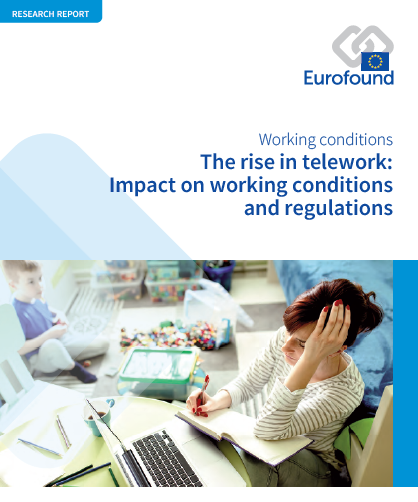 RESEARCH REPORT
Eurofound
Working conditions
The rise in telework:
Impact on working conditions
and regulations